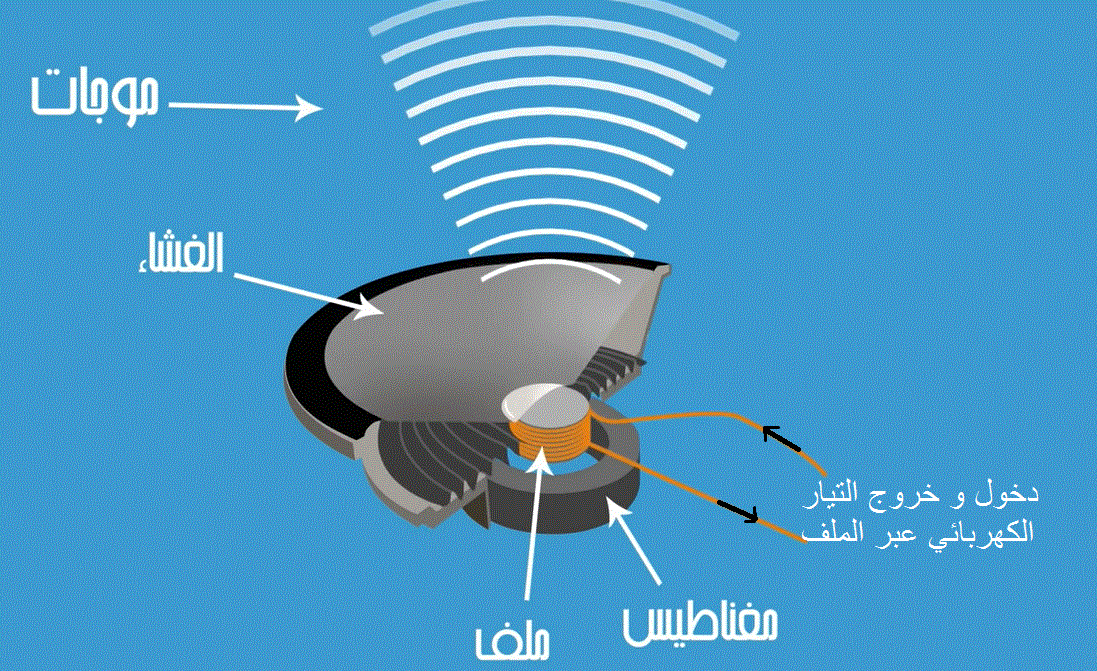 موجات
الغشاء
دخول و خروج التيار
الكهربائي عبر الملف
مغناطيس
ملف